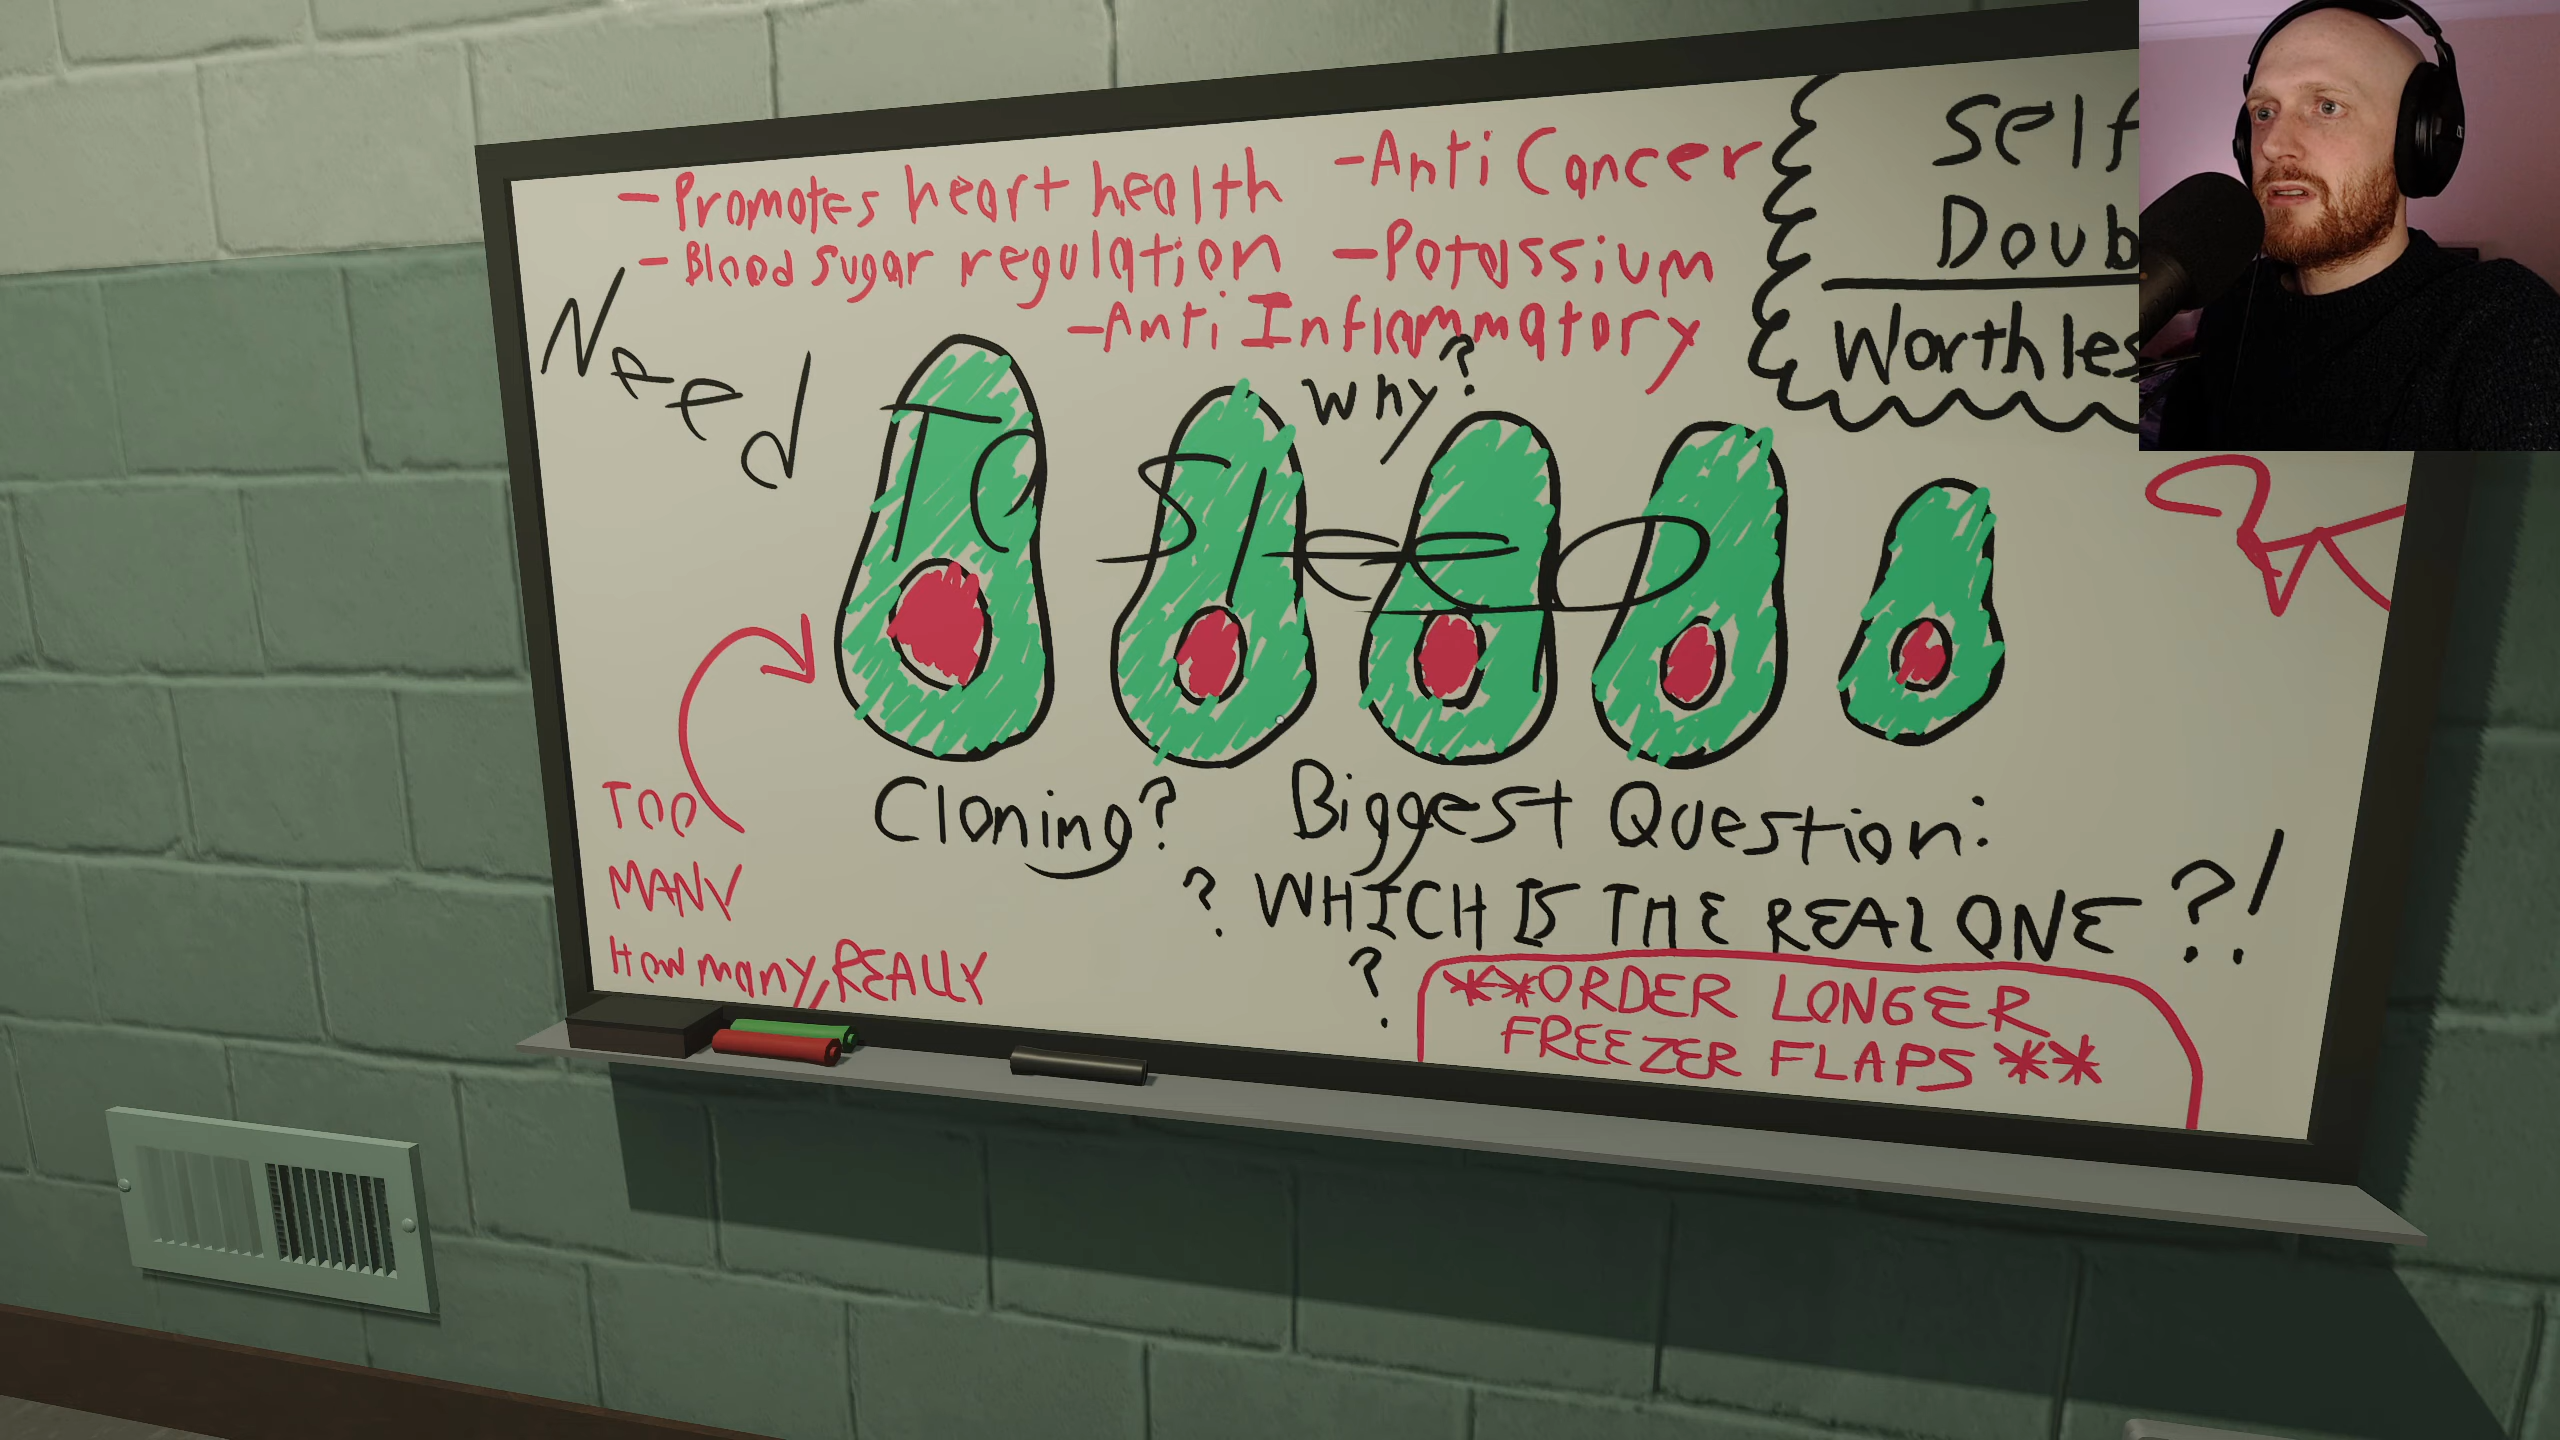 - Promotes heart health
- Blood sugar regulation
- Anti Cancer
- Potassium
- Anti Inflammatory
Self
Doub
Worthles
Need
To Sleep
Why?
TOO
MANY
How many, REALLY
Cloning?
Biggest Question:
? WHICH IS THE REAL ONE ?!
?
**ORDER LONGER
FREEZER FLAPS **